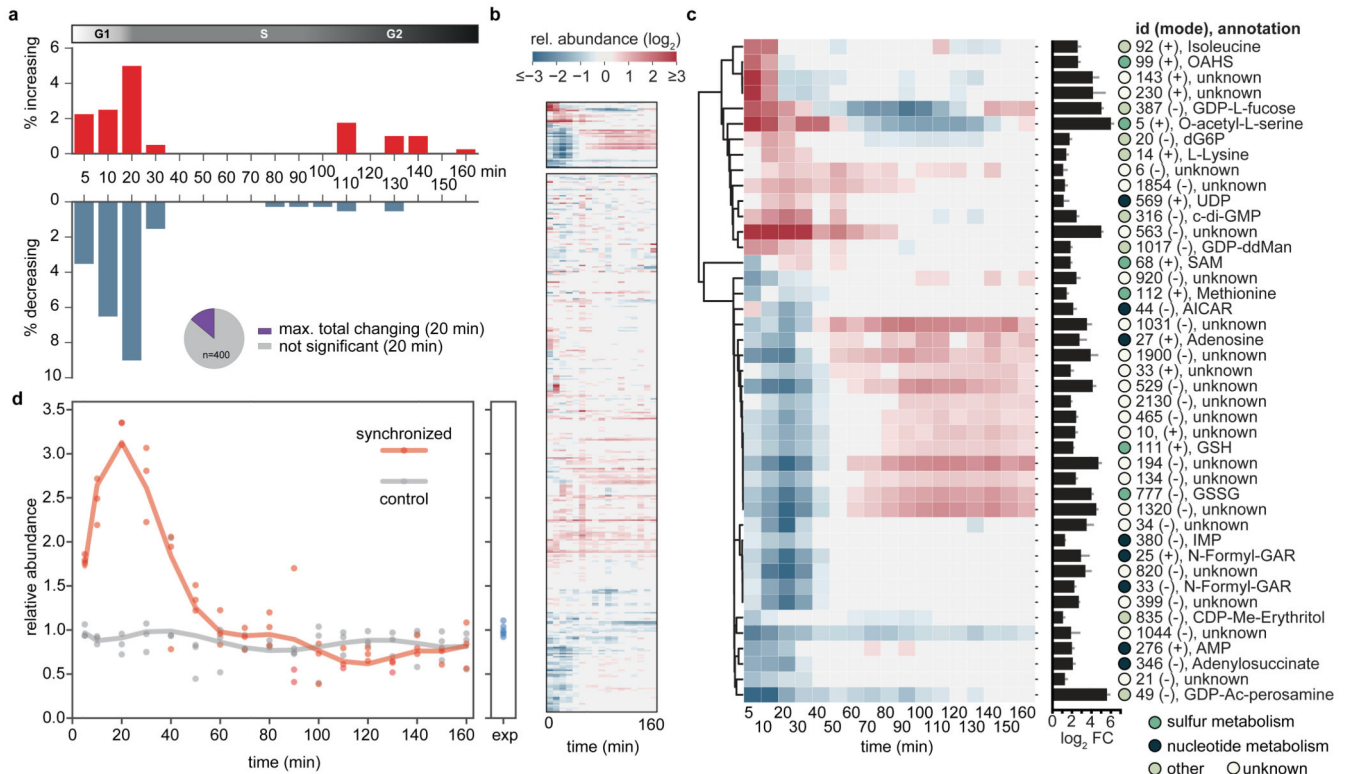 a
G1 S G2
% increasing
6
4
2
0
5 10 20 30 40 50 60 70 80 90 100 110 120 130 140 150 160 min
% decreasing
0
2
4
6
8
10
n=400
max. total changing (20 min)
not significant (20 min)
b
rel. abundance (log2)
≤−3 −2 −1 0 1 2 ≥3
0 160
time (min)
c
id (mode), annotation
92 (+), Isoleucine
99 (+), OAHS
143 (+), unknown
230 (+), unknown
387 (-), GDP-L-fucose
5 (+), O-acetyl-L-serine
20 (-), dG6P
14 (+), L-Lysine
6 (-), unknown
1854 (-), unknown
569 (+), UDP
316 (-), c-di-GMP
563 (-), unknown
1017 (-), GDP-ddMan
68 (+), SAM
920 (-), unknown
112 (+), Methionine
44 (-), AICAR
1031 (-), unknown
27 (+), Adenosine
1900 (-), unknown
33 (+), unknown
529 (-), unknown
2130 (-), unknown
465 (-), unknown
10, (+), unknown
111 (+), GSH
194 (-), unknown
134 (-), unknown
777 (-), GSSG
1320 (-), unknown
34 (-), unknown
380 (-), IMP
25 (+), N-Formyl-GAR
820 (-), unknown
33 (-), N-Formyl-GAR
399 (-), unknown
835 (-), CDP-Me-Erythritol
1044 (-), unknown
276 (+), AMP
346 (-), Adenylosuccinate
21 (-), unknown
49 (-), GDP-Ac-perosamine
5 20 40 60 80 100 120 140 160
10 30 50 70 90 110 130 150
time (min)
0 2 4 6
log2 FC
sulfur metabolism
nucleotide metabolism
other unknown
d
relative abundance
3.5
3.0
2.5
2.0
1.5
1.0
0.5
0.0
synchronized
control
0 20 40 60 80 100 120 140 160
time (min)
exp